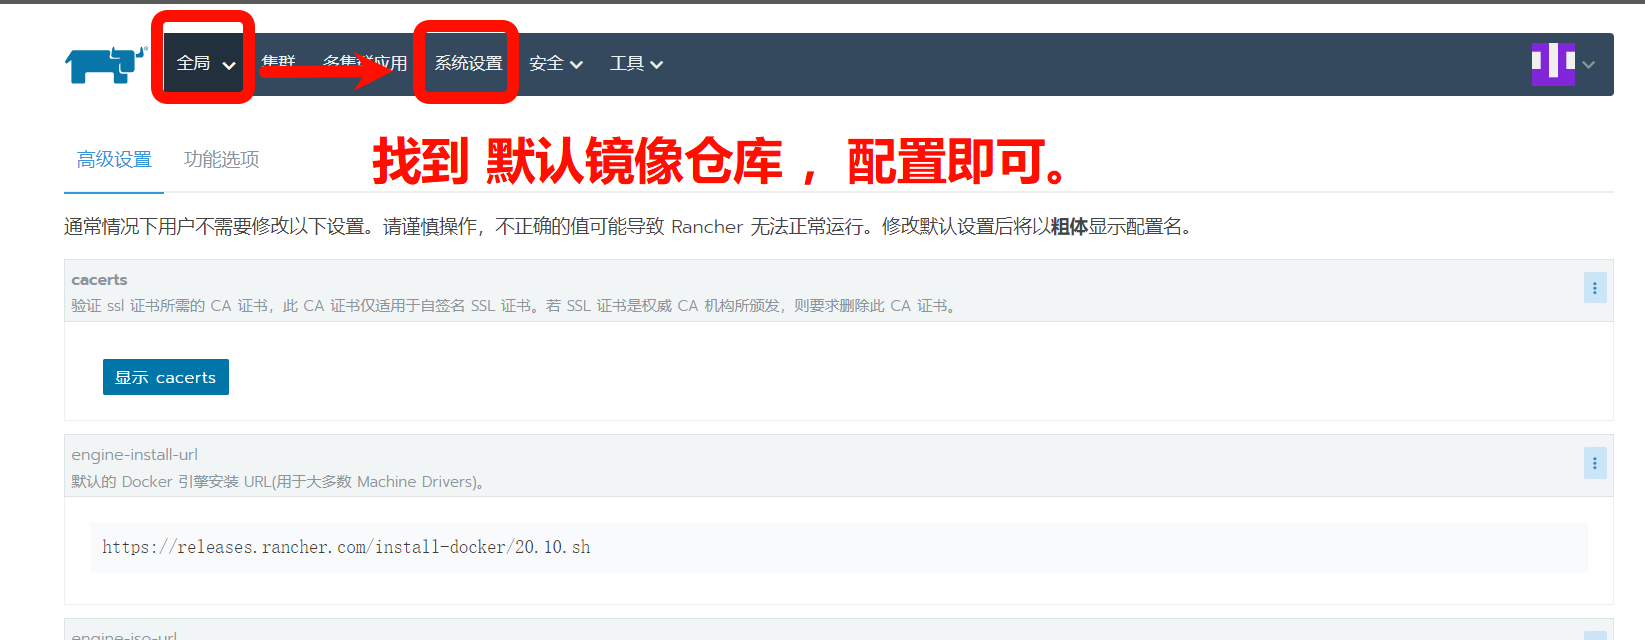 全局 集群 多集群应用 系统设置 安全 工具
高级设置 功能选项
找到 默认镜像仓库 ，配置即可。
通常情况下用户不需要修改以下设置。请谨慎操作，不正确的值可能导致 Rancher 无法正常运行。修改默认设置后将以粗体显示配置名。
cacerts
验证 ssl 证书所需的 CA 证书，此 CA 证书仅适用于自签名 SSL 证书。若 SSL 证书是权威 CA 机构所颁发，则要求删除此 CA 证书。
显示 cacerts
engine-install-url
默认的 Docker 引擎安装 URL(用于大多数 Machine Drivers)。
https://releases.rancher.com/install-docker/20.10.sh
engine-iso-url